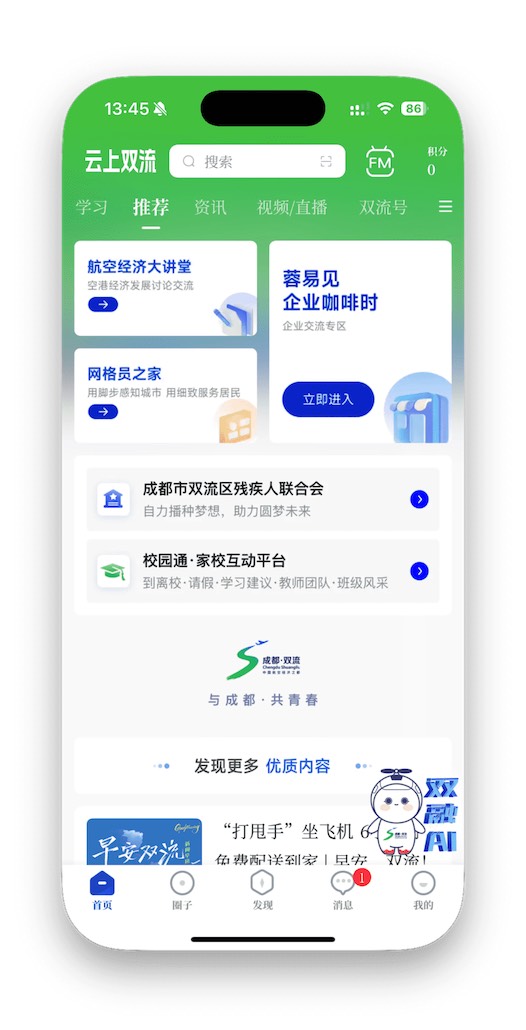 13:45
86
云上双流
搜索
FM
积分
0
学习 推荐 资讯 视频/直播 双流号
航空经济大讲堂
空港经济发展讨论交流
网格员之家
用脚步感知城市 用细致服务居民
蓉易见
企业咖啡时
企业交流专区
立即进入
成都市双流区残疾人联合会
自力播种梦想，助力圆梦未来
校园通·家校互动平台
到离校·请假·学习建议·教师团队·班级风采
成都·双流
Chengdu Shuangliu
中国航空经济之都
与成都·共青春
发现更多 优质内容
双融AI
早安双流
“打甩手”坐飞机 6
免费配送到家 | 早安，双流！
首页 圈子 发现 消息 1 我的